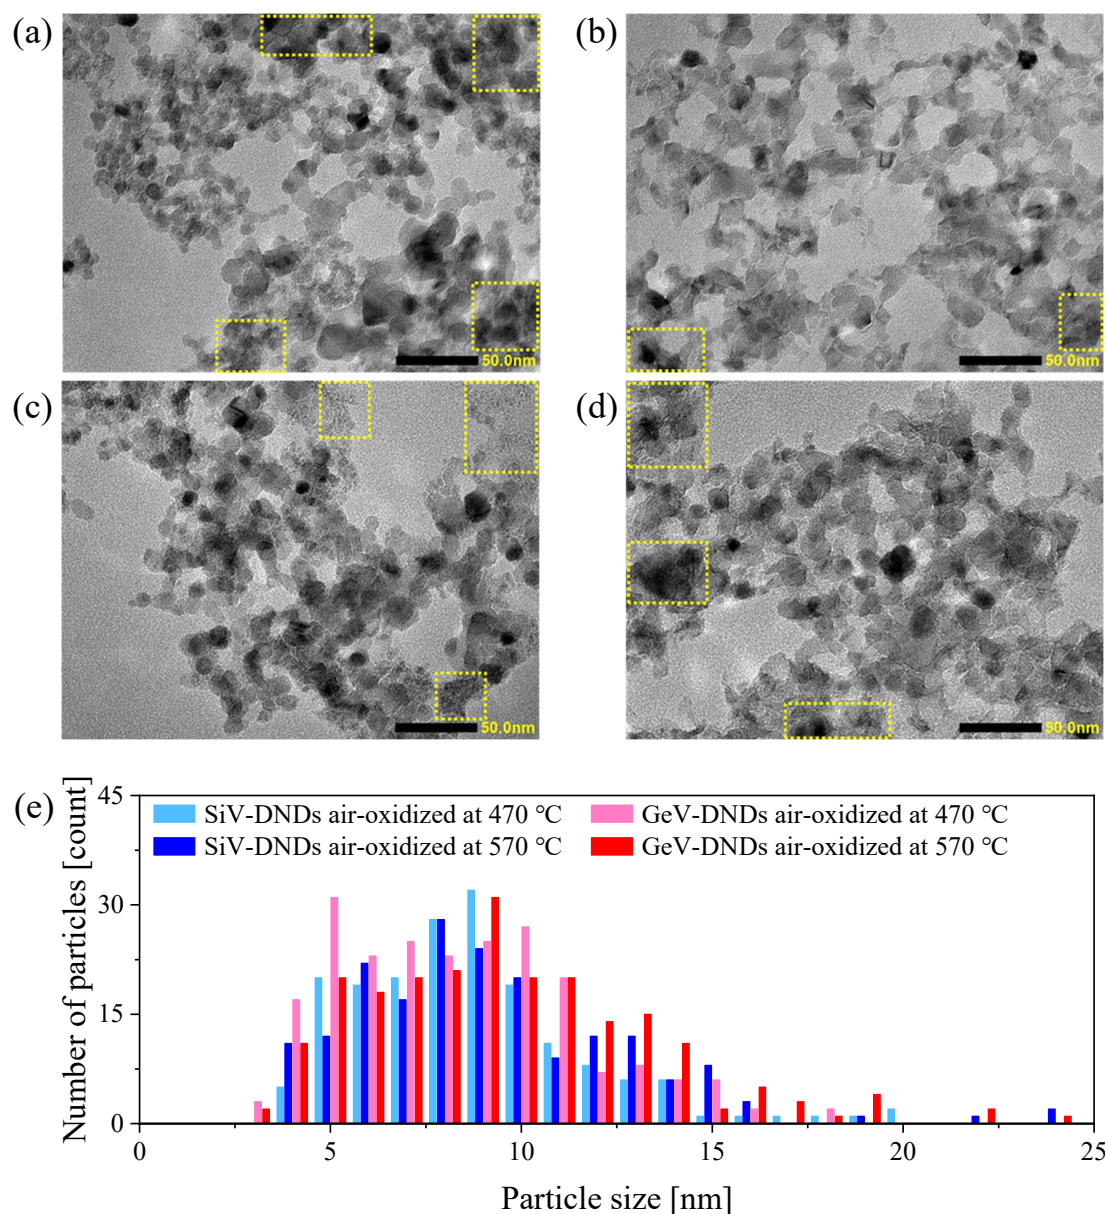 (a)
(b)
50.0nm
50.0nm
(c)
(d)
50.0nm
50.0nm
(e)
Number of particles [count]
45
30
15
0
SiV-DNDs air-oxidized at 470 °C
GeV-DNDs air-oxidized at 470 °C
SiV-DNDs air-oxidized at 570 °C
GeV-DNDs air-oxidized at 570 °C
0
5
10
15
20
25
Particle size [nm]